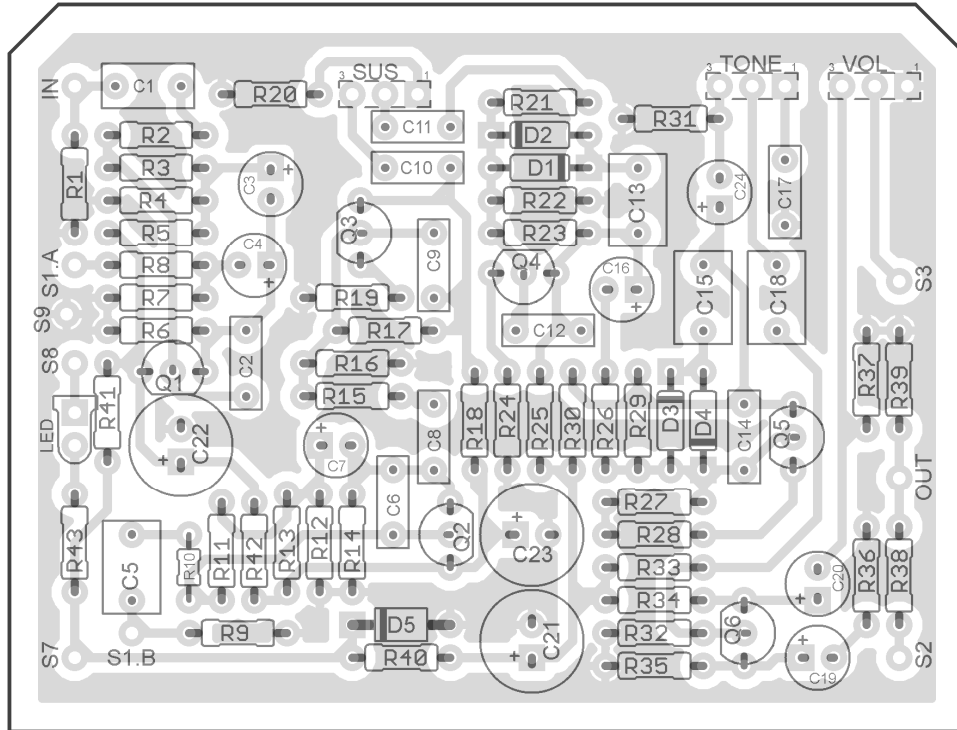 IN
C1
R20
3 SUS 1
R21
R31
3 TONE 1
3 VOL 1
R1
R2
C11
D2
R3
C3
+
C10
D1
C13
C24
+
C17
R4
R22
R5
Q3
R23
S1.A
C4
+
C9
Q4
C16
+
R8
C15
C18
S3
S9
R7
R19
R6
R17
C12
S8
Q1
C2
R16
R15
R41
R18
R24
R25
R30
R26
R29
D3
D4
C14
Q5
R37
R39
LED
C22
+
C7
+
C8
OUT
R43
C5
R10
R11
R42
R13
R12
R14
C6
Q2
C23
+
R27
R28
R33
R34
R32
R35
C20
+
R36
R38
R9
D5
R40
C21
+
Q6
C19
+
S7
S1.B
S2